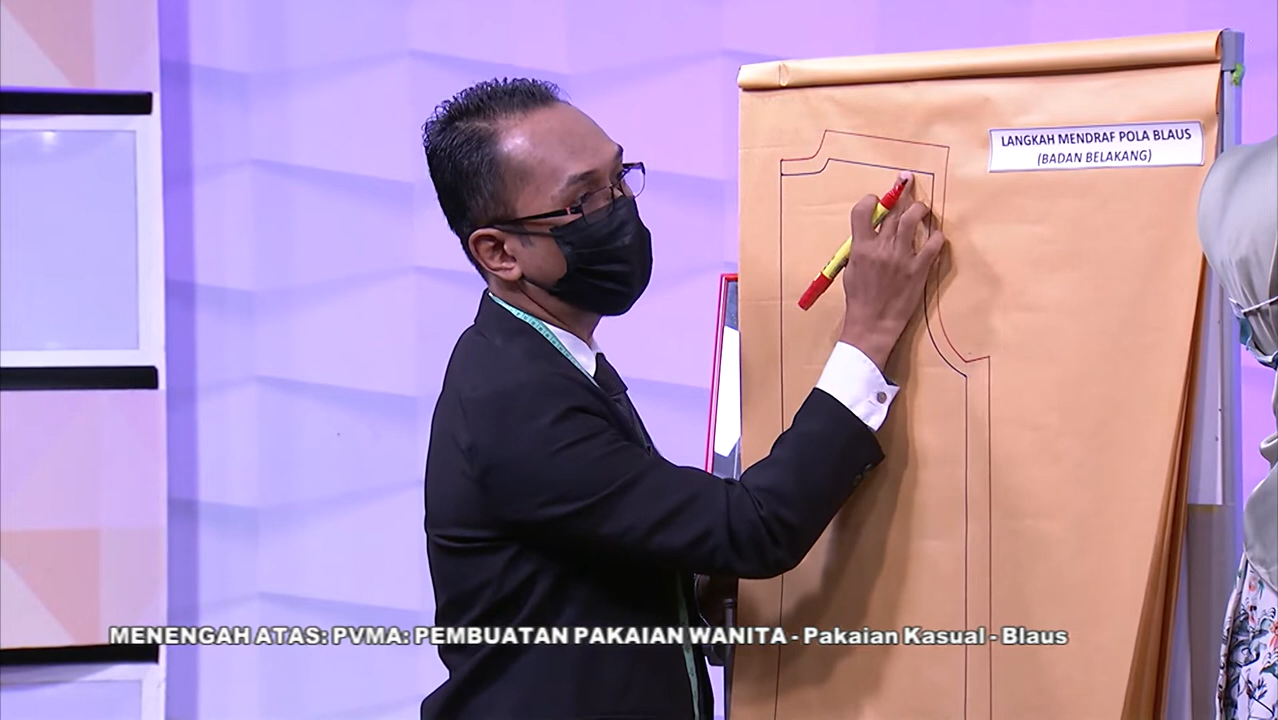 LANGKAH MENDRAF POLA BLAUS
(BADAN BELAKANG)
MENENGAH ATAS: PVMA: PEMBUATAN PAKAIAN WANITA - Pakaian Kasual - Blaus